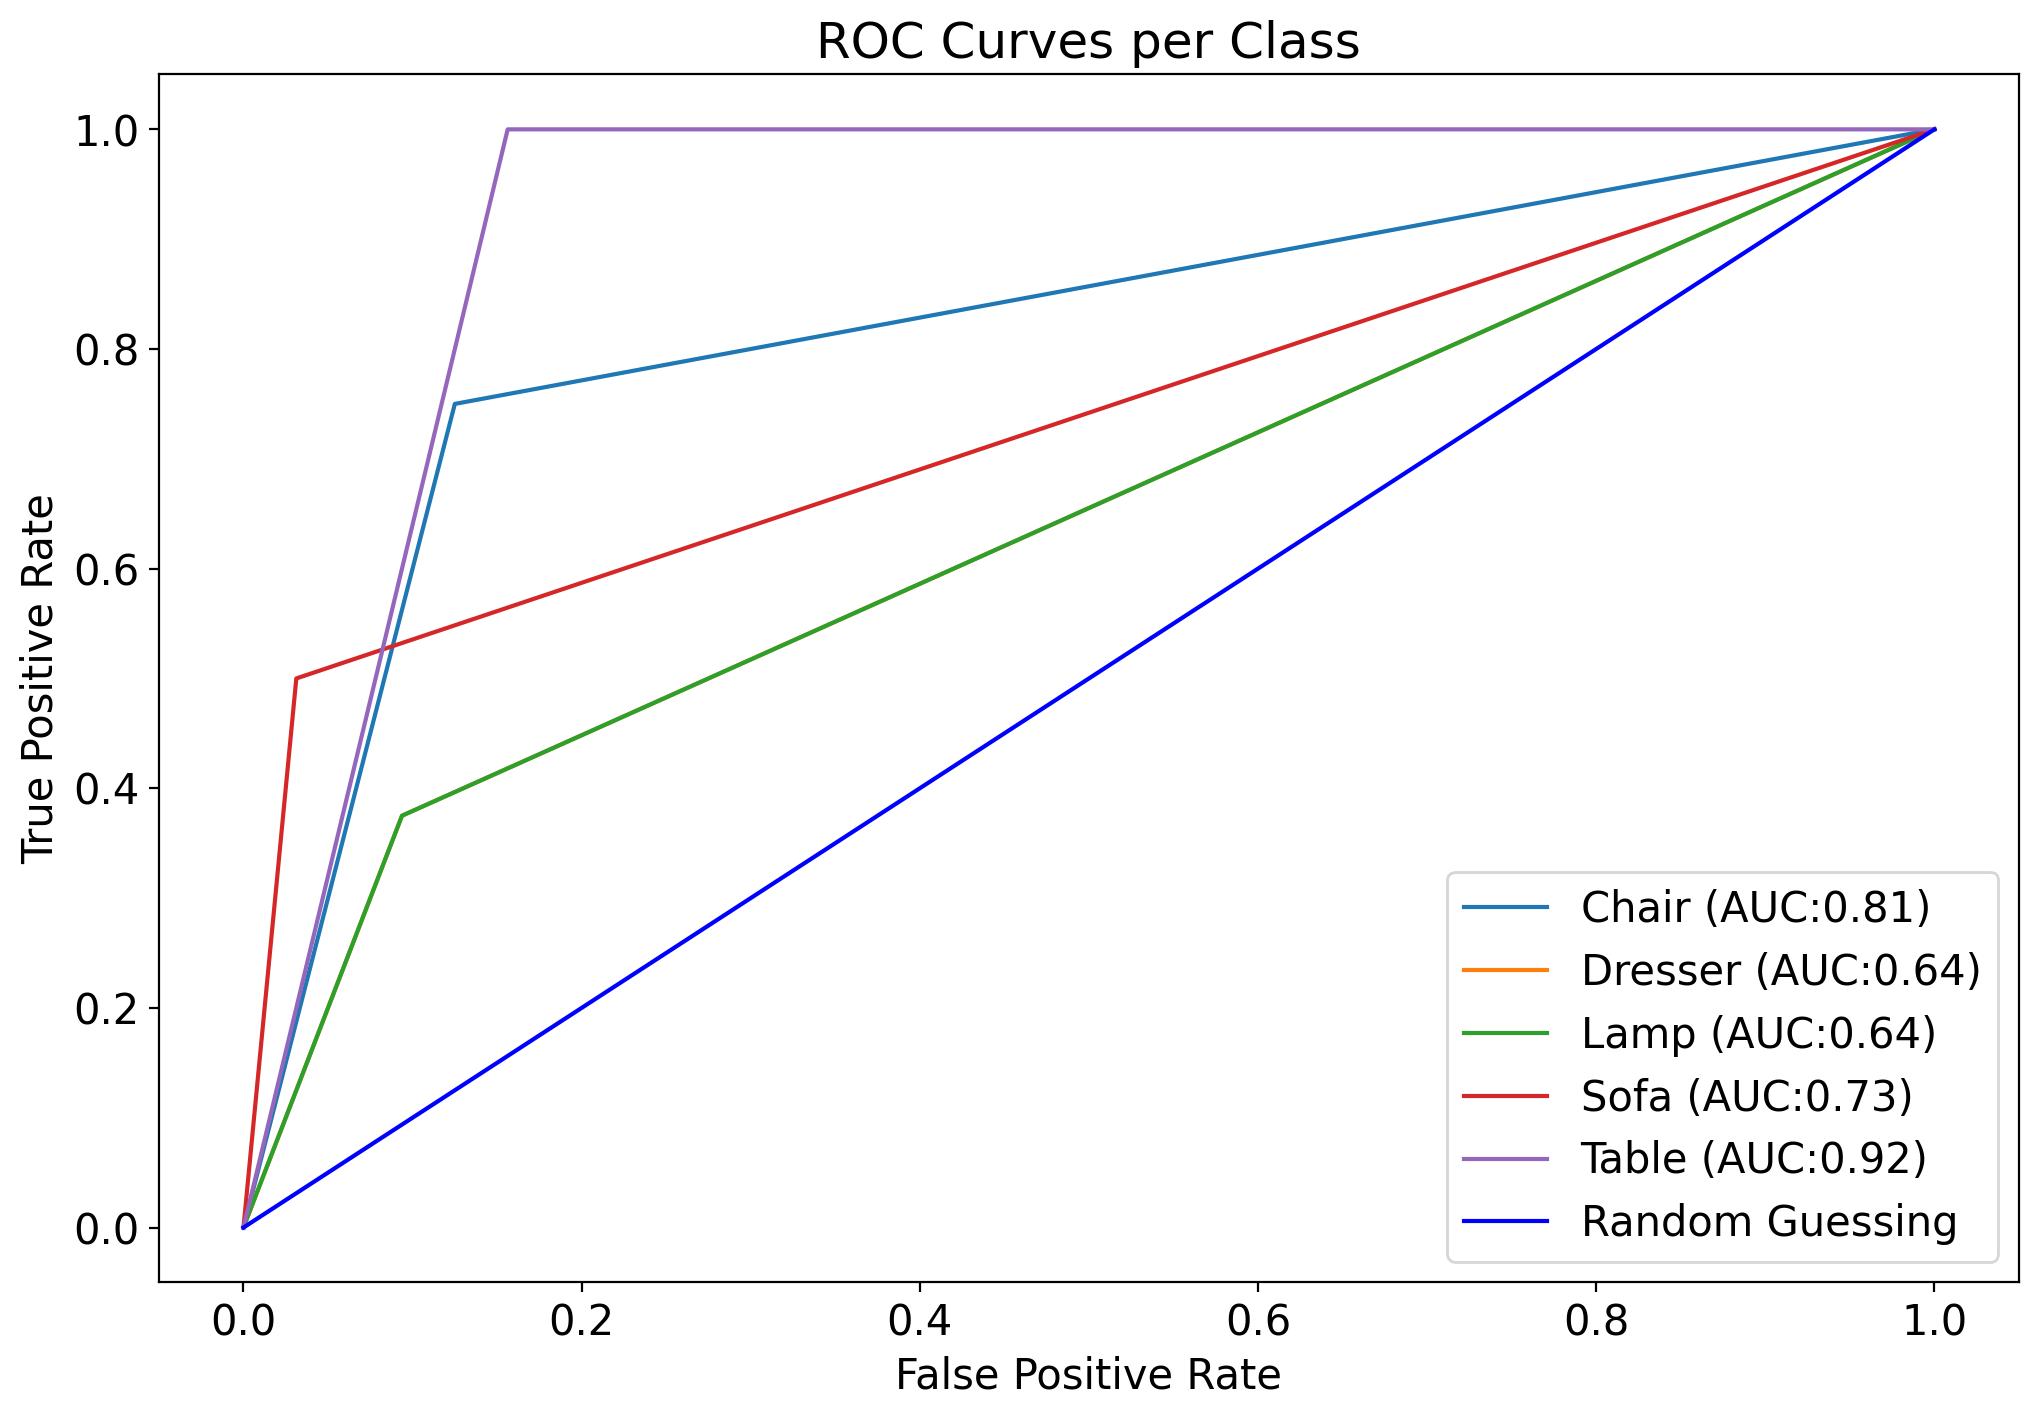 ROC Curves per Class
1.0
0.8
0.6
0.4
0.2
0.0
True Positive Rate
Chair (AUC:0.81)
Dresser (AUC:0.64)
Lamp (AUC:0.64)
Sofa (AUC:0.73)
Table (AUC:0.92)
Random Guessing
0.0 0.2 0.4 0.6 0.8 1.0
False Positive Rate